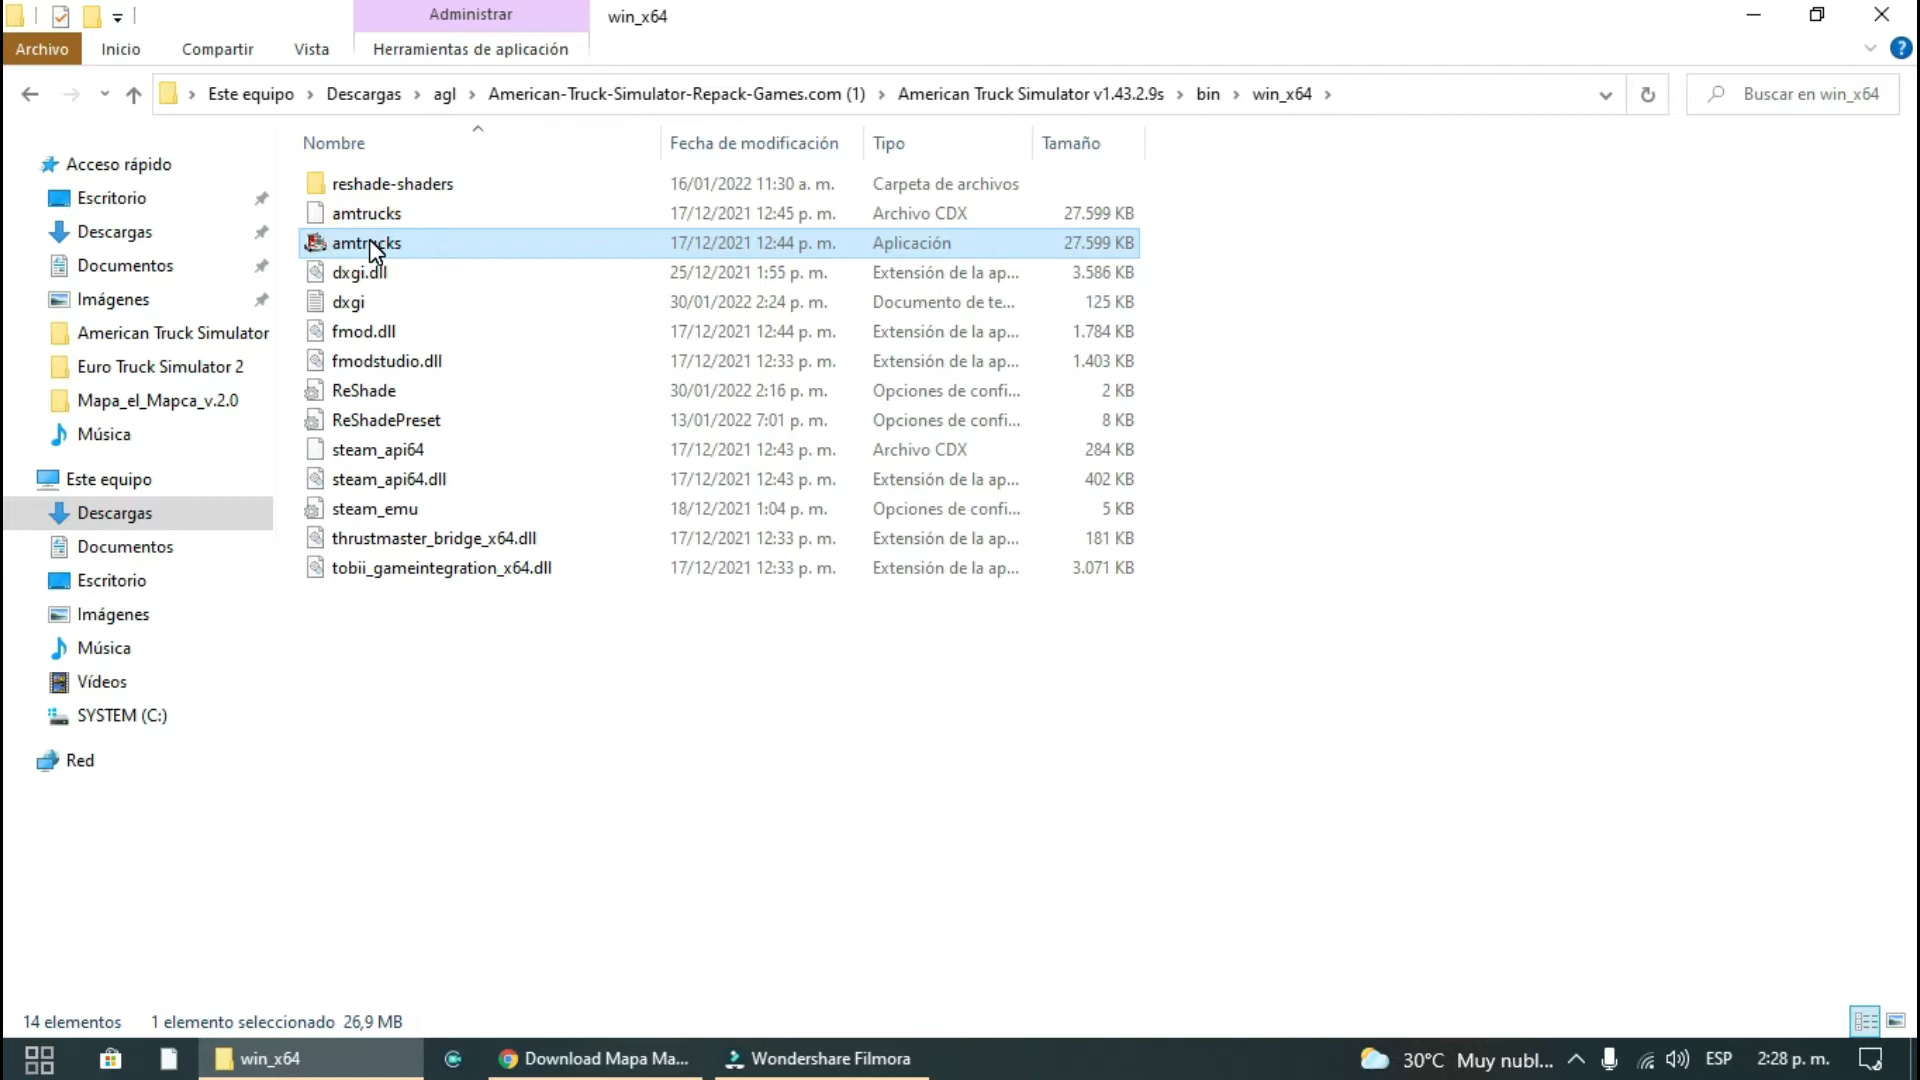 Administrar
win_x64
Archivo
Inicio
Compartir
Vista
Herramientas de aplicación
Este equipo
Descargas
agl
American-Truck-Simulator-Repack-Games.com (1)
American Truck Simulator v1.43.2.9s
bin
win_x64
Buscar en win_x64
Nombre
Fecha de modificación
Tipo
Tamaño
Acceso rápido
Escritorio
Descargas
Documentos
Imágenes
American Truck Simulator
Euro Truck Simulator 2
Mapa_el_Mapca_v.2.0
Música
Este equipo
Descargas
Documentos
Escritorio
Imágenes
Música
Vídeos
SYSTEM (C:)
Red
reshade-shaders 16/01/2022 11:30 a. m. Carpeta de archivos
amtrucks 17/12/2021 12:45 p. m. Archivo CDX 27.599 KB
amtrucks 17/12/2021 12:44 p. m. Aplicación 27.599 KB
dxgi.dll 25/12/2021 1:55 p. m. Extensión de la ap... 3.586 KB
dxgi 30/01/2022 2:24 p. m. Documento de te... 125 KB
fmod.dll 17/12/2021 12:44 p. m. Extensión de la ap... 1.784 KB
fmodstudio.dll 17/12/2021 12:33 p. m. Extensión de la ap... 1.403 KB
ReShade 30/01/2022 2:16 p. m. Opciones de confi... 2 KB
ReShadePreset 13/01/2022 7:01 p. m. Opciones de confi... 8 KB
steam_api64 17/12/2021 12:43 p. m. Archivo CDX 284 KB
steam_api64.dll 17/12/2021 12:43 p. m. Extensión de la ap... 402 KB
steam_emu 18/12/2021 1:04 p. m. Opciones de confi... 5 KB
thrustmaster_bridge_x64.dll 17/12/2021 12:33 p. m. Extensión de la ap... 181 KB
tobii_gameintegration_x64.dll 17/12/2021 12:33 p. m. Extensión de la ap... 3.071 KB
14 elementos
1 elemento seleccionado 26,9 MB
win_x64
Download Mapa Ma...
Wondershare Filmora
30°C Muy nubl...
ESP
2:28 p. m.